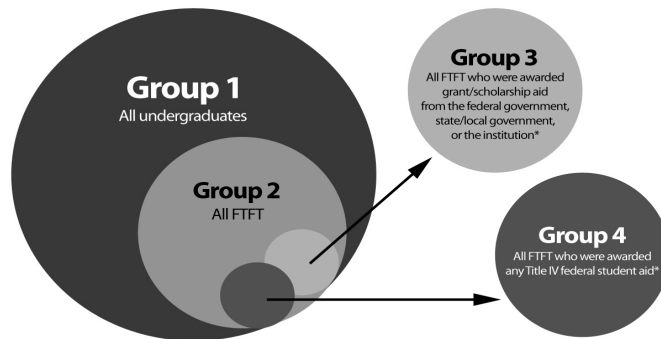 Group 1
All undergraduates
Group 2
All FTFT
Group 3
All FTFT who were awarded
grant/scholarship aid
from the federal government,
state/local government,
or the institution*
Group 4
All FTFT who were awarded
any Title IV federal student aid*